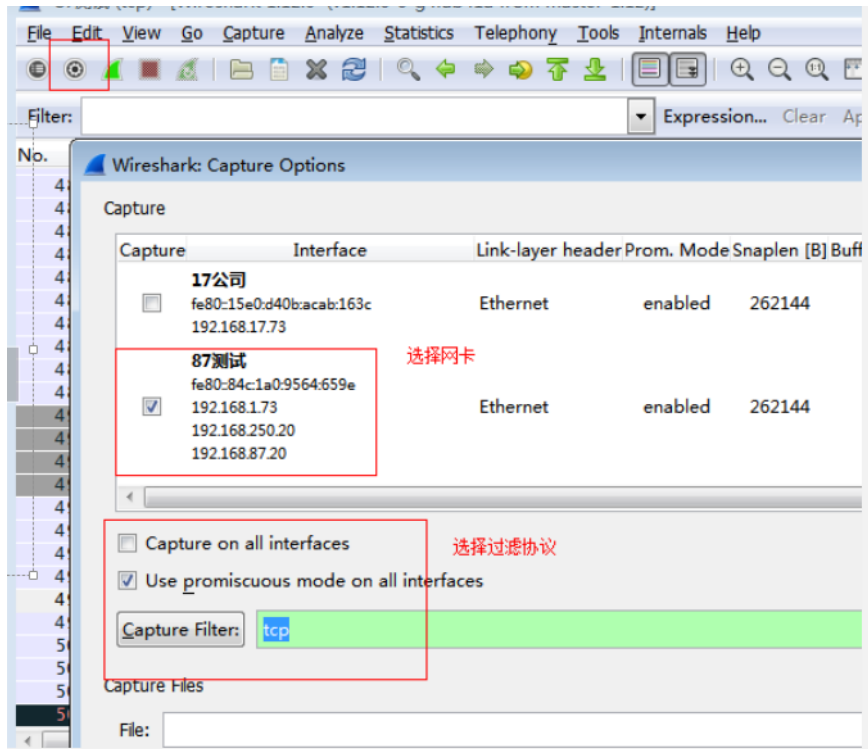 File Edit View Go Capture Analyze Statistics Telephony Tools Internals Help
Filter: Expression... Clear
No.
Wireshark: Capture Options
Capture
Capture Interface Link-layer header Prom. Mode Snaplen [B] Buff
17公司
fe80::15e0:d40b:acab:163c Ethernet enabled 262144
192.168.17.73
87测试 选择网卡
fe80::84c:1a0:9564:659e
192.168.1.73 Ethernet enabled 262144
192.168.250.20
192.168.87.20
Capture on all interfaces 选择过滤协议
Use promiscuous mode on all interfaces
Capture Filter: tcp
Capture Files
File: